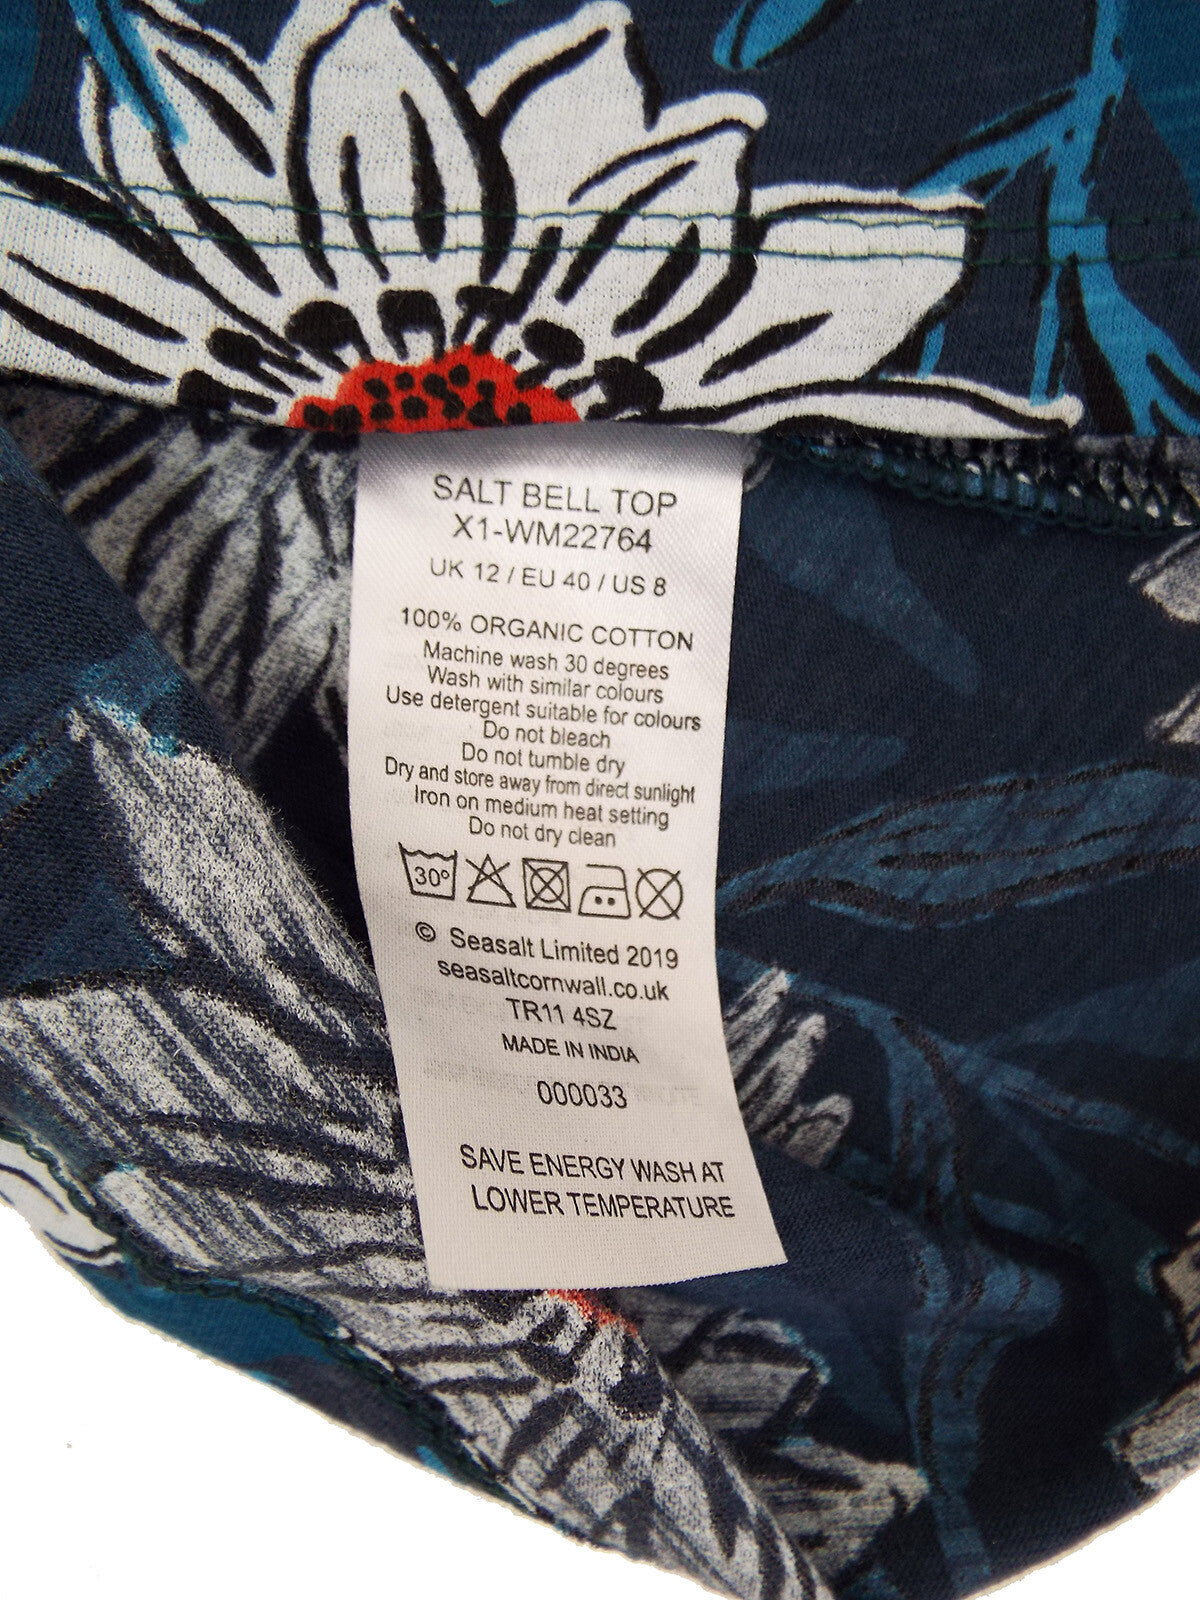 SALT BELL TOP
X1-WM22764
UK 12 / EU 40 / US 8
100% ORGANIC COTTON
Machine wash 30 degrees
Wash with similar colours
Use detergent suitable for colours
Do not bleach
Do not tumble dry
Dry and store away from direct sunlight
Iron on medium heat setting
Do not dry clean
30°
© Seasalt Limited 2019
seasaltcornwall.co.uk
TR11 4SZ
MADE IN INDIA
000033
SAVE ENERGY WASH AT
LOWER TEMPERATURE